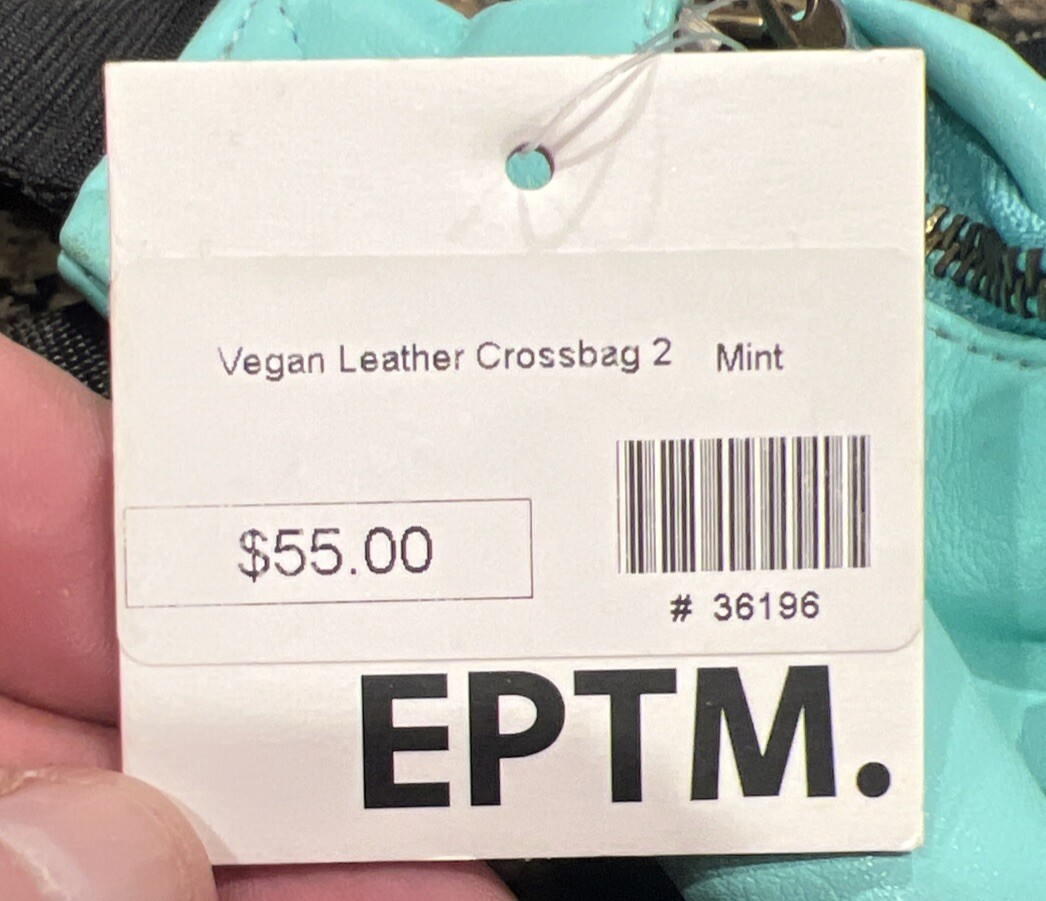 Vegan Leather Crossbag 2 Mint
$55.00
# 36196
EPTM.